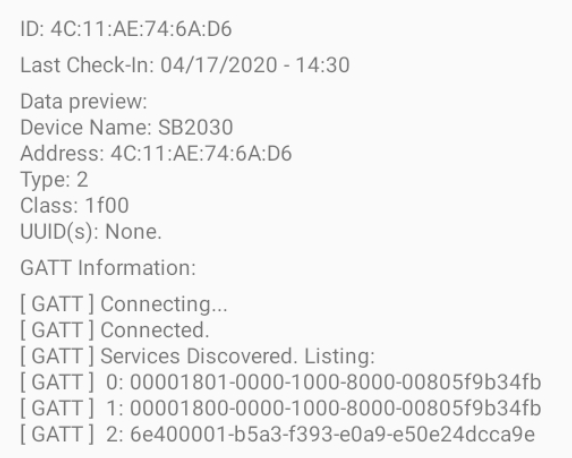 ID: 4C:11:AE:74:6A:D6
Last Check-In: 04/17/2020 - 14:30
Data preview:
Device Name: SB2030
Address: 4C:11:AE:74:6A:D6
Type: 2
Class: 1f00
UUID(s): None.
GATT Information:
[ GATT ] Connecting...
[ GATT ] Connected.
[ GATT ] Services Discovered. Listing:
[ GATT ]  0: 00001801-0000-1000-8000-00805f9b34fb
[ GATT ]  1: 00001800-0000-1000-8000-00805f9b34fb
[ GATT ]  2: 6e400001-b5a3-f393-e0a9-e50e24dcca9e